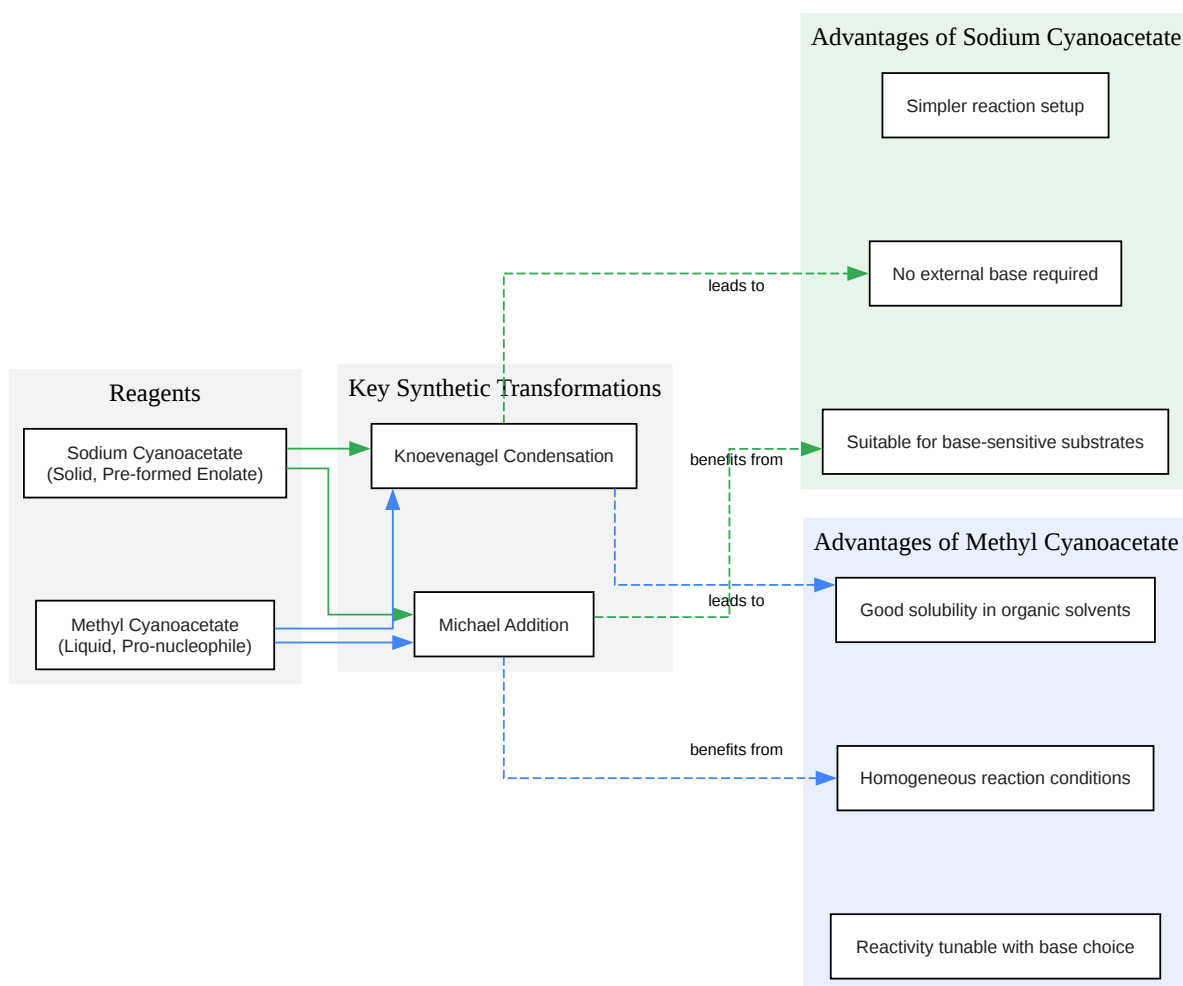 Reagents
Sodium Cyanoacetate
(Solid, Pre-formed Enolate)
Methyl Cyanoacetate
(Liquid, Pro-nucleophile)
Key Synthetic Transformations
Knoevenagel Condensation
Michael Addition
leads to
benefits from
leads to
benefits from
Advantages of Sodium Cyanoacetate
Simpler reaction setup
No external base required
Suitable for base-sensitive substrates
Advantages of Methyl Cyanoacetate
Good solubility in organic solvents
Homogeneous reaction conditions
Reactivity tunable with base choice